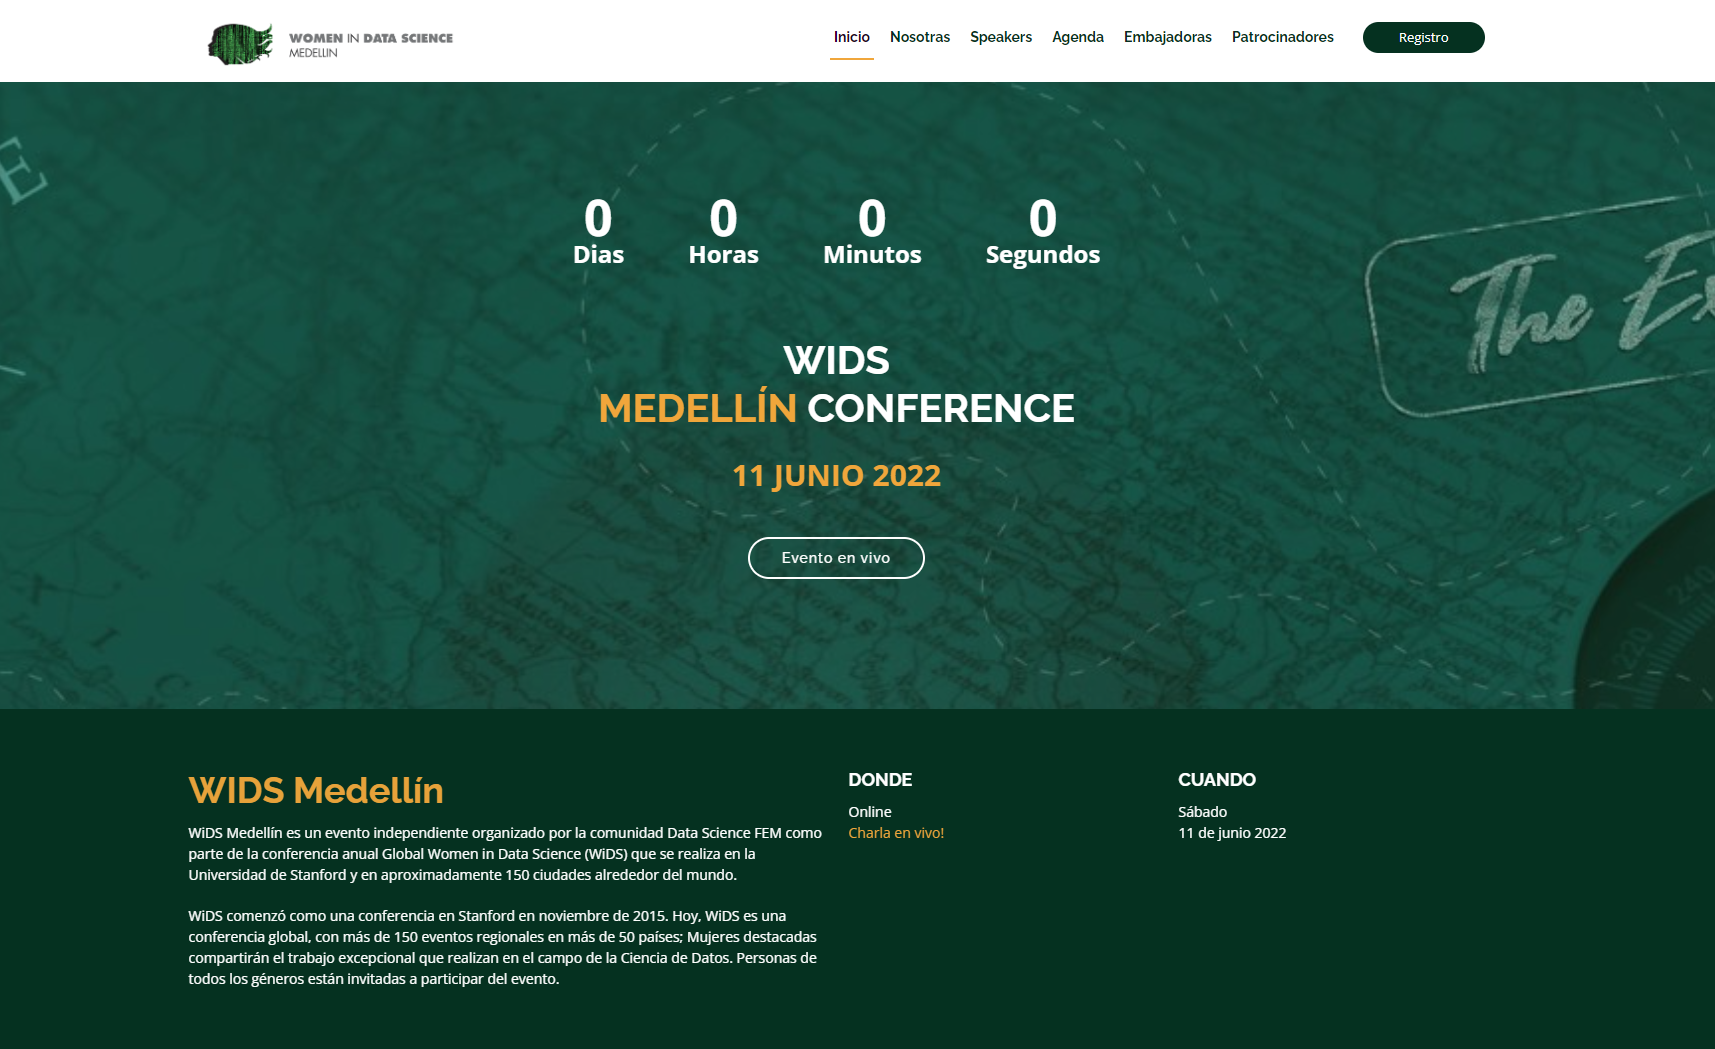 WOMEN IN DATA SCIENCE
MEDELLIN
Inicio
Nosotras
Speakers
Agenda
Embajadoras
Patrocinadores
Registro
0
Dias
0
Horas
0
Minutos
0
Segundos
The
WIDS
MEDELLÍN CONFERENCE
11 JUNIO 2022
Evento en vivo
240
220
WIDS Medellín
WiDS Medellín es un evento independiente organizado por la comunidad Data Science FEM como
parte de la conferencia anual Global Women in Data Science (WiDS) que se realiza en la
Universidad de Stanford y en aproximadamente 150 ciudades alrededor del mundo.
WiDS comenzó como una conferencia en Stanford en noviembre de 2015. Hoy, WiDS es una
conferencia global, con más de 150 eventos regionales en más de 50 países; Mujeres destacadas
compartirán el trabajo excepcional que realizan en el campo de la Ciencia de Datos. Personas de
todos los géneros están invitadas a participar del evento.
DONDE
Online
Charla en vivo!
CUANDO
Sábado
11 de junio 2022